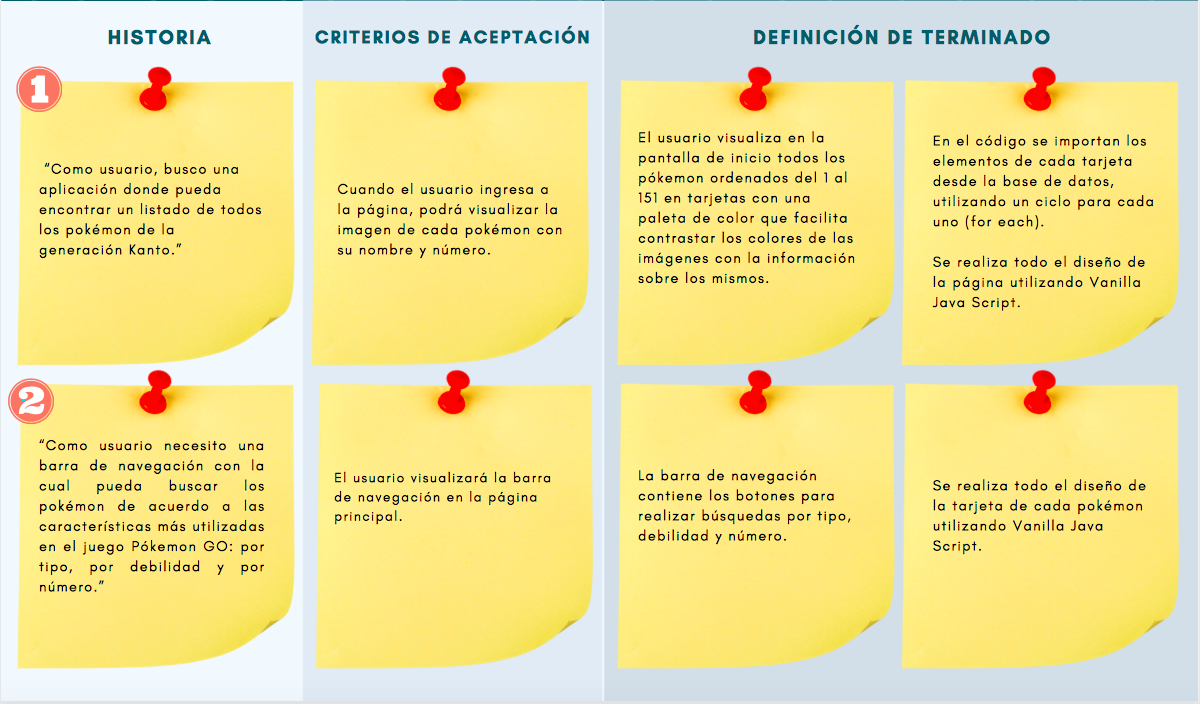 HISTORIA
CRITERIOS DE ACEPTACIÓN
DEFINICIÓN DE TERMINADO
1
“Como usuario, busco una
aplicación donde pueda
encontrar un listado de todos
los pokémon de la
generación Kanto.”
Cuando el usuario ingresa a
la página, podrá visualizar la
imagen de cada pokémon con
su nombre y número.
El usuario visualiza en la
pantalla de inicio todos los
pókemon ordenados del 1 al
151 en tarjetas con una
paleta de color que facilita
contrastar los colores de las
imágenes con la información
sobre los mismos.
En el código se importan los
elementos de cada tarjeta
desde la base de datos,
utilizando un ciclo para cada
uno (for each).
Se realiza todo el diseño de
la página utilizando Vanilla
Java Script.
2
“Como usuario necesito una
barra de navegación con la
cual pueda buscar los
pokémon de acuerdo a las
características más utilizadas
en el juego Pókemon GO: por
tipo, por debilidad y por
número.”
El usuario visualizará la barra
de navegación en la página
principal.
La barra de navegación
contiene los botones para
realizar búsquedas por tipo,
debilidad y número.
Se realiza todo el diseño de
la tarjeta de cada pokémon
utilizando Vanilla Java
Script.